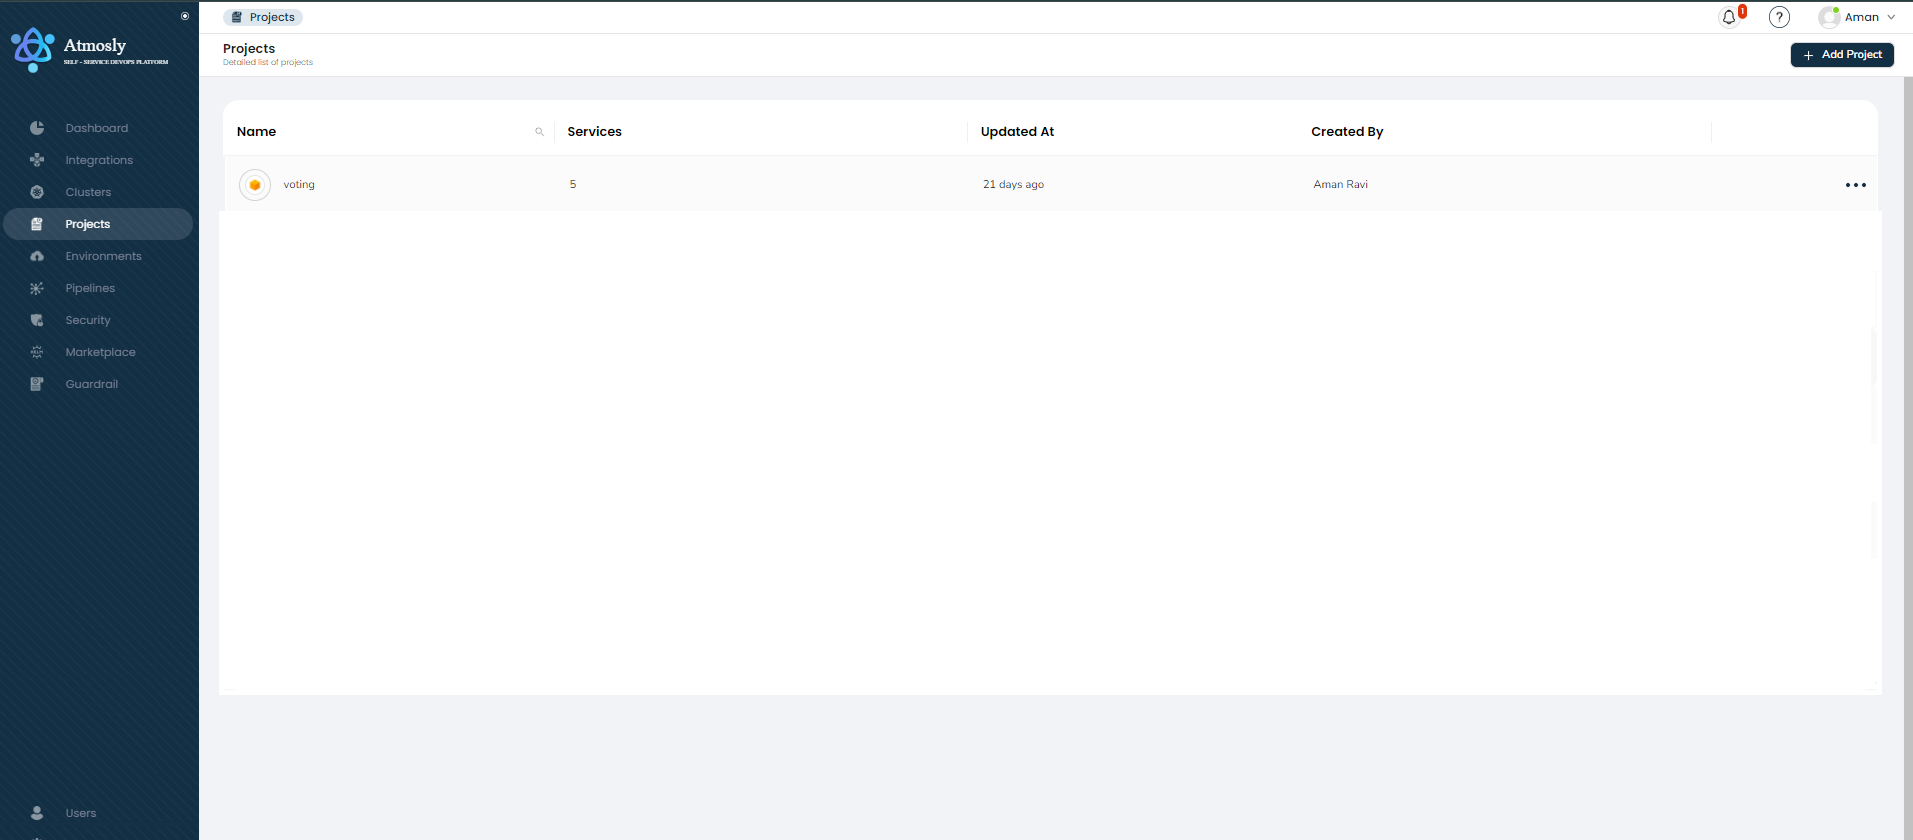 Atmosly
SELF - SERVICE DEVOPS PLATFORM
Dashboard
Integrations
Clusters
Projects
Environments
Pipelines
Security
Marketplace
Guardrail
Users
Projects
1
?
Aman
Projects
Detailed list of projects
+ Add Project
Name Services Updated At Created By
voting 5 21 days ago Aman Ravi